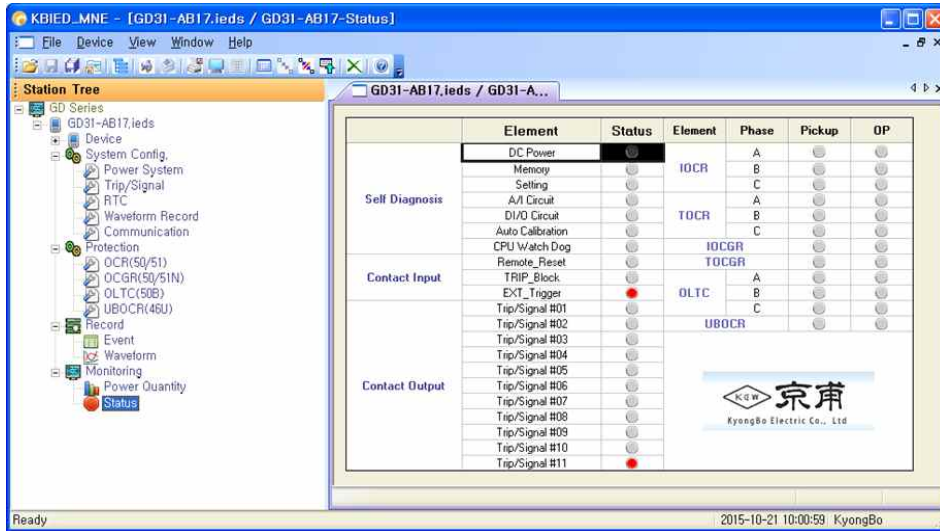 KBIED_MNE - [GD31-AB17.ieds / GD31-AB17-Status]
File Device View Window Help
Station Tree
GD31-AB17.ieds / GD31-A...
GD Series
GD31-AB17.ieds
Device
System Config.
Power System
Trip/Signal
RTC
Waveform Record
Communication
Protection
OCR(50/51)
OCGR(50/51N)
OLTC(50B)
UBOCR(46U)
Record
Event
Waveform
Monitoring
Power Quantity
Status
Element Status Element Phase Pickup OP
Self Diagnosis
DC Power
Memory
Setting
A/I Circuit
DI/O Circuit
Auto Calibration
CPU Watch Dog
Contact Input
Remote_Reset
TRIP_Block
EXT_Trigger
Contact Output
Trip/Signal #01
Trip/Signal #02
Trip/Signal #03
Trip/Signal #04
Trip/Signal #05
Trip/Signal #06
Trip/Signal #07
Trip/Signal #08
Trip/Signal #09
Trip/Signal #10
Trip/Signal #11
IOCR
A
B
C
TOCR
A
B
C
IOCGR
TOCGR
OLTC
A
B
C
UBOCR
K G W 京甫
KyongBo Electric Co., Ltd
Ready 2015-10-21 10:00:59 KyongBo